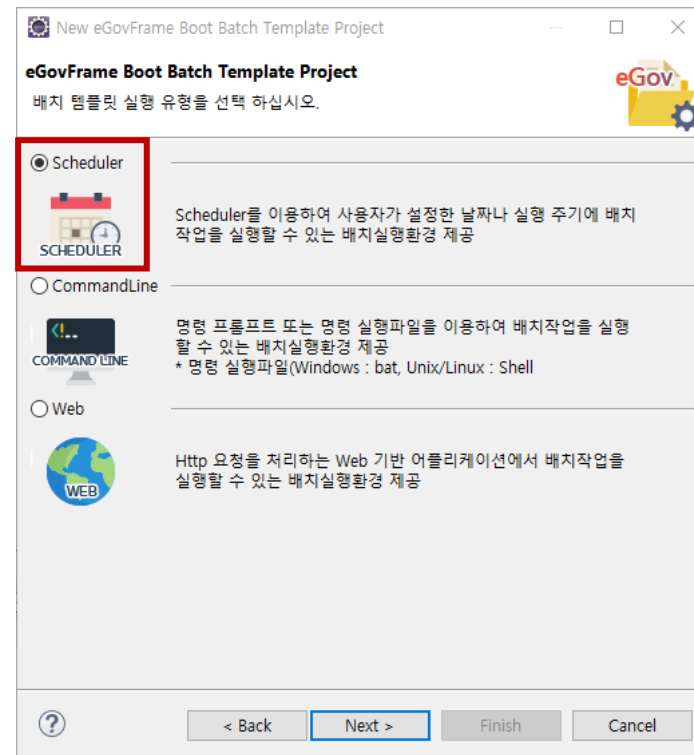 New eGovFrame Boot Batch Template Project
eGovFrame Boot Batch Template Project
배치 템플릿 실행 유형을 선택 하십시오.
eGov
Scheduler
SCHEDULER
Scheduler를 이용하여 사용자가 설정한 날짜나 실행 주기에 배치
작업을 실행할 수 있는 배치실행환경 제공
CommandLine
<!..
COMMAND LINE
명령 프롬프트 또는 명령 실행파일을 이용하여 배치작업을 실행
할 수 있는 배치실행환경 제공
* 명령 실행파일(Windows : bat, Unix/Linux : Shell
Web
WEB
Http 요청을 처리하는 Web 기반 어플리케이션에서 배치작업을
실행할 수 있는 배치실행환경 제공
?
< Back
Next >
Finish
Cancel